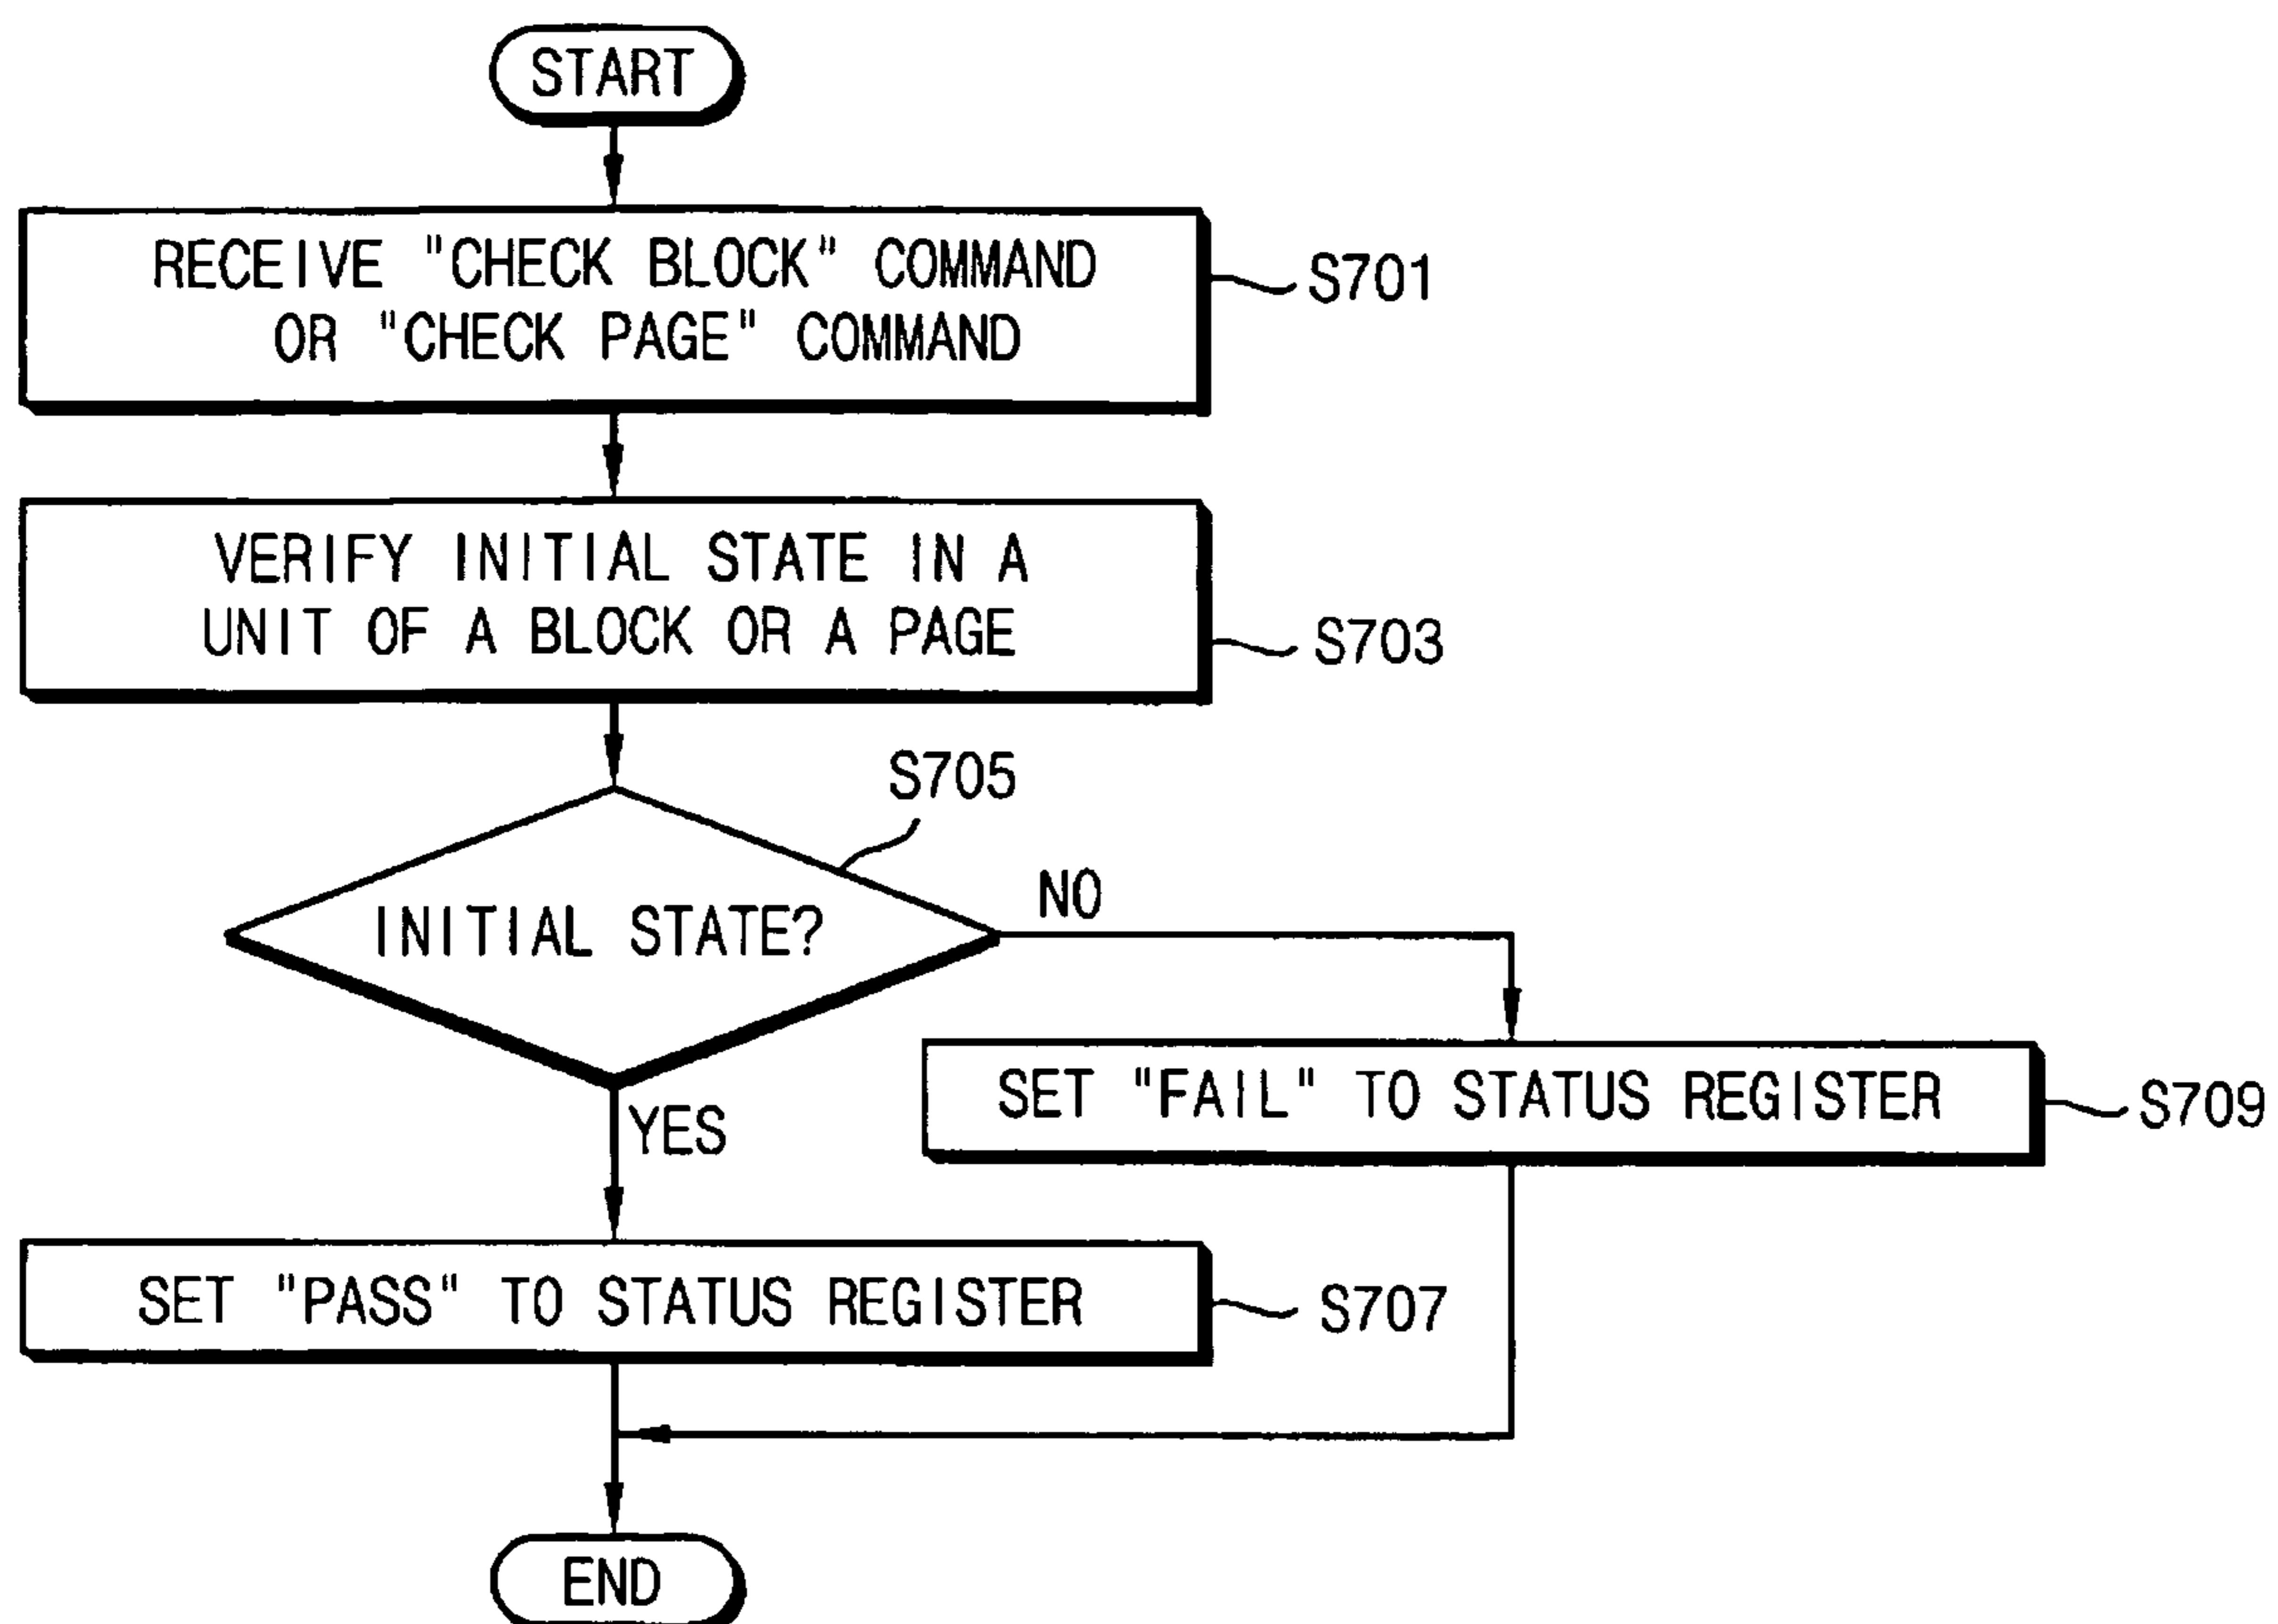 START
RECEIVE "CHECK BLOCK" COMMAND
OR "CHECK PAGE" COMMAND
S701
VERIFY INITIAL STATE IN A
UNIT OF A BLOCK OR A PAGE
S703
S705
INITIAL STATE?
NO
YES
SET "FAIL" TO STATUS REGISTER
S709
SET "PASS" TO STATUS REGISTER
S707
END